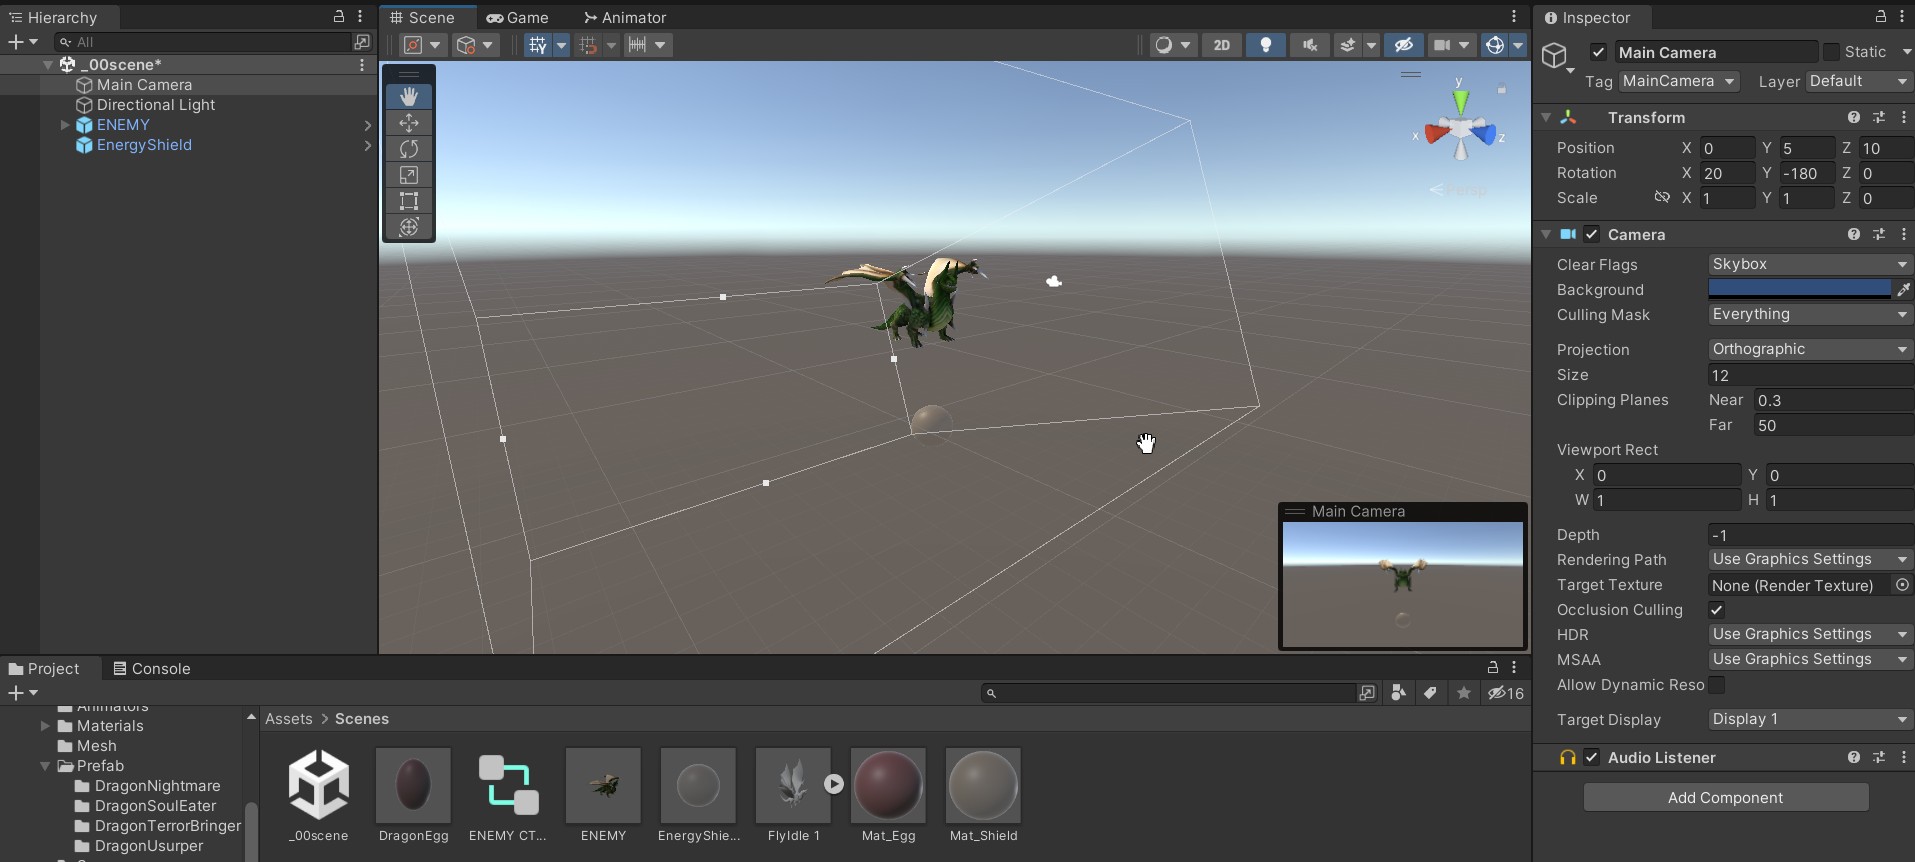 Hierarchy
All
_00scene*
Main Camera
Directional Light
ENEMY
EnergyShield
Scene Game Animator
2D
y
x z
Persp
Main Camera
Inspector
Main Camera Static
Tag MainCamera Layer Default
Transform
Position X 0 Y 5 Z 10
Rotation X 20 Y -180 Z 0
Scale X 1 Y 1 Z 0
Camera
Clear Flags Skybox
Background
Culling Mask Everything
Projection Orthographic
Size 12
Clipping Planes Near 0.3
Far 50
Viewport Rect
X 0 Y 0
W 1 H 1
Depth -1
Rendering Path Use Graphics Settings
Target Texture None (Render Texture)
Occlusion Culling
HDR Use Graphics Settings
MSAA Use Graphics Settings
Allow Dynamic Reso
Target Display Display 1
Audio Listener
Add Component
Project Console
16
Animators
Materials
Mesh
Prefab
DragonNightmare
DragonSoulEater
DragonTerrorBringer
DragonUsurper
Assets > Scenes
_00scene DragonEgg ENEMY CT... ENEMY EnergyShie... FlyIdle 1 Mat_Egg Mat_Shield